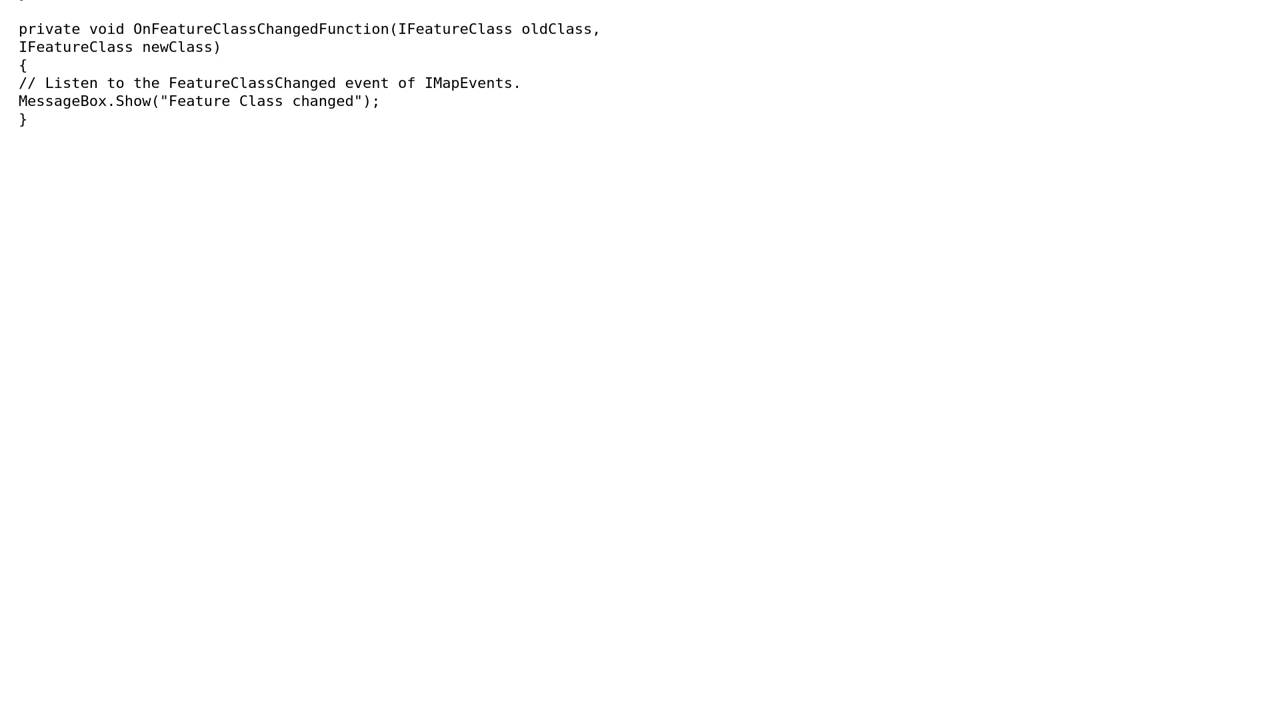 private void OnFeatureClassChangedFunction(IFeatureClass oldClass,
IFeatureClass newClass)
{
// Listen to the FeatureClassChanged event of IMapEvents.
MessageBox.Show("Feature Class changed");
}